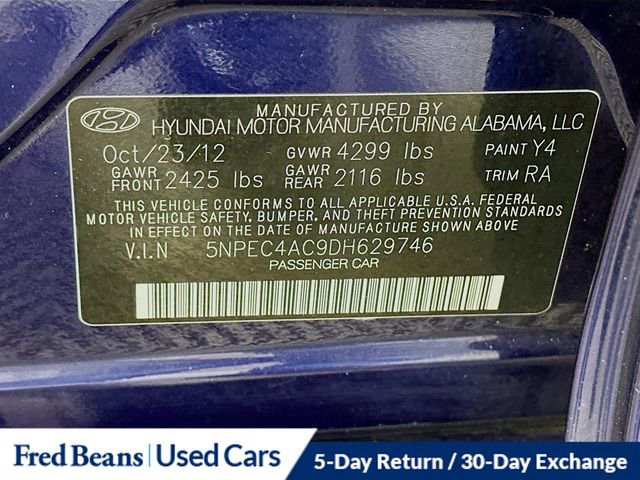 MANUFACTURED BY
HYUNDAI MOTOR MANUFACTURING ALABAMA, LLC
Oct/23/12 GVWR 4299 lbs PAINT Y4
GAWR FRONT 2425 lbs GAWR REAR 2116 lbs TRIM RA
THIS VEHICLE CONFORMS TO ALL APPLICABLE U.S.A. FEDERAL
MOTOR VEHICLE SAFETY, BUMPER, AND THEFT PREVENTION STANDARDS
IN EFFECT ON THE DATE OF MANUFACTURE SHOWN ABOVE
V.I.N 5NPEC4AC9DH629746
PASSENGER CAR
Fred Beans | Used Cars 5-Day Return / 30-Day Exchange